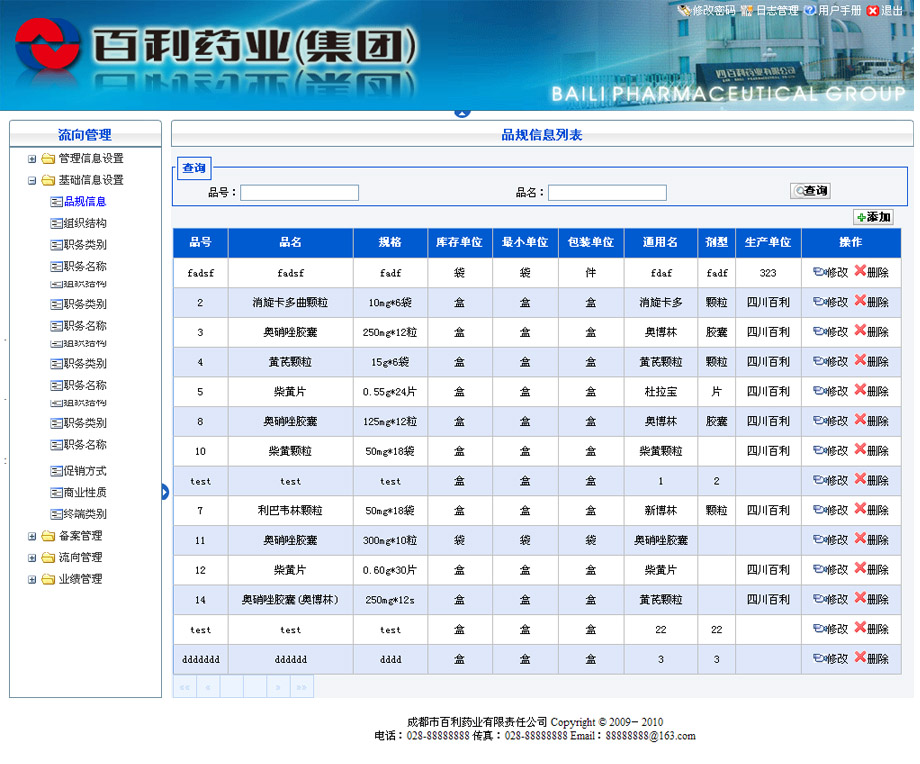 修改密码 日志管理 用户手册 退出
百利药业(集团)
四川百利药业有限公司
BAILI PHARMACEUTICAL GROUP
流向管理
管理信息设置
基础信息设置
品规信息
组织结构
职务类别
职务名称
组织结构
职务类别
职务名称
组织结构
职务类别
职务名称
组织结构
职务类别
职务名称
促销方式
商业性质
终端类别
备案管理
流向管理
业绩管理
品规信息列表
查询
品号： 品名： 查询
添加
品号 品名 规格 库存单位 最小单位 包装单位 通用名 剂型 生产单位 操作
fadsf fadsf fadf 袋 袋 件 fdaf fadf 323 修改 删除
2 消旋卡多曲颗粒 10mg*6袋 盒 盒 盒 消旋卡多 颗粒 四川百利 修改 删除
3 奥硝唑胶囊 250mg*12粒 盒 盒 盒 奥博林 胶囊 四川百利 修改 删除
4 黄芪颗粒 15g*6袋 盒 盒 盒 黄芪颗粒 颗粒 四川百利 修改 删除
5 柴黄片 0.55g*24片 盒 盒 盒 杜拉宝 片 四川百利 修改 删除
8 奥硝唑胶囊 125mg*12粒 盒 盒 盒 奥博林 胶囊 四川百利 修改 删除
10 柴黄颗粒 50mg*18袋 盒 盒 盒 柴黄颗粒 四川百利 修改 删除
test test test 盒 盒 盒 1 2 修改 删除
7 利巴韦林颗粒 50mg*18袋 盒 盒 盒 新博林 颗粒 四川百利 修改 删除
11 奥硝唑胶囊 300mg*10粒 袋 袋 袋 奥硝唑胶囊 修改 删除
12 柴黄片 0.60g*30片 盒 盒 盒 柴黄片 四川百利 修改 删除
14 奥硝唑胶囊(奥博林) 250mg*12s 盒 盒 盒 黄芪颗粒 四川百利 修改 删除
test test test 盒 盒 盒 22 22 修改 删除
ddddddd dddddd dddd 盒 盒 盒 3 3 修改 删除
<< < > >>
成都市百利药业有限责任公司 Copyright © 2009－ 2010
电话：028-88888888 传真：028-88888888 Email：88888888@163.com